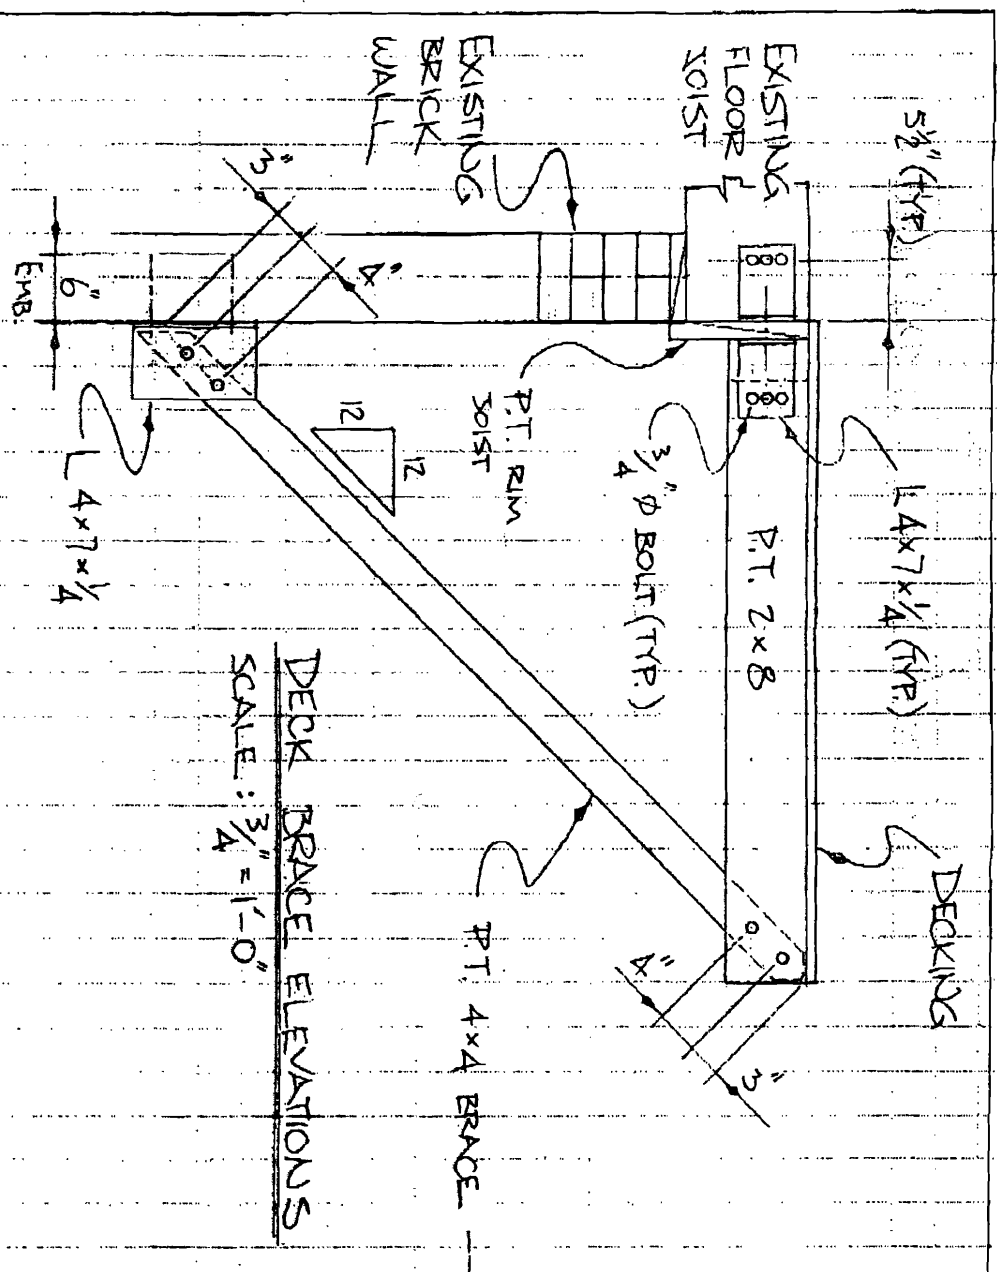 5½" (TYP.)
EXISTING
FLOOR
JOIST
L 4×7×¼ (TYP.)
DECKING
P.T. 2×8
¾" Ø BOLT (TYP.)
P.T. RIM
JOIST
EXISTING
BRICK
WALL
3"
4"
12
12
4"
3"
P.T. 4×4 BRACE
6"
EMB.
L 4×7×¼
DECK BRACE ELEVATIONS
SCALE: ¾" = 1'-0"